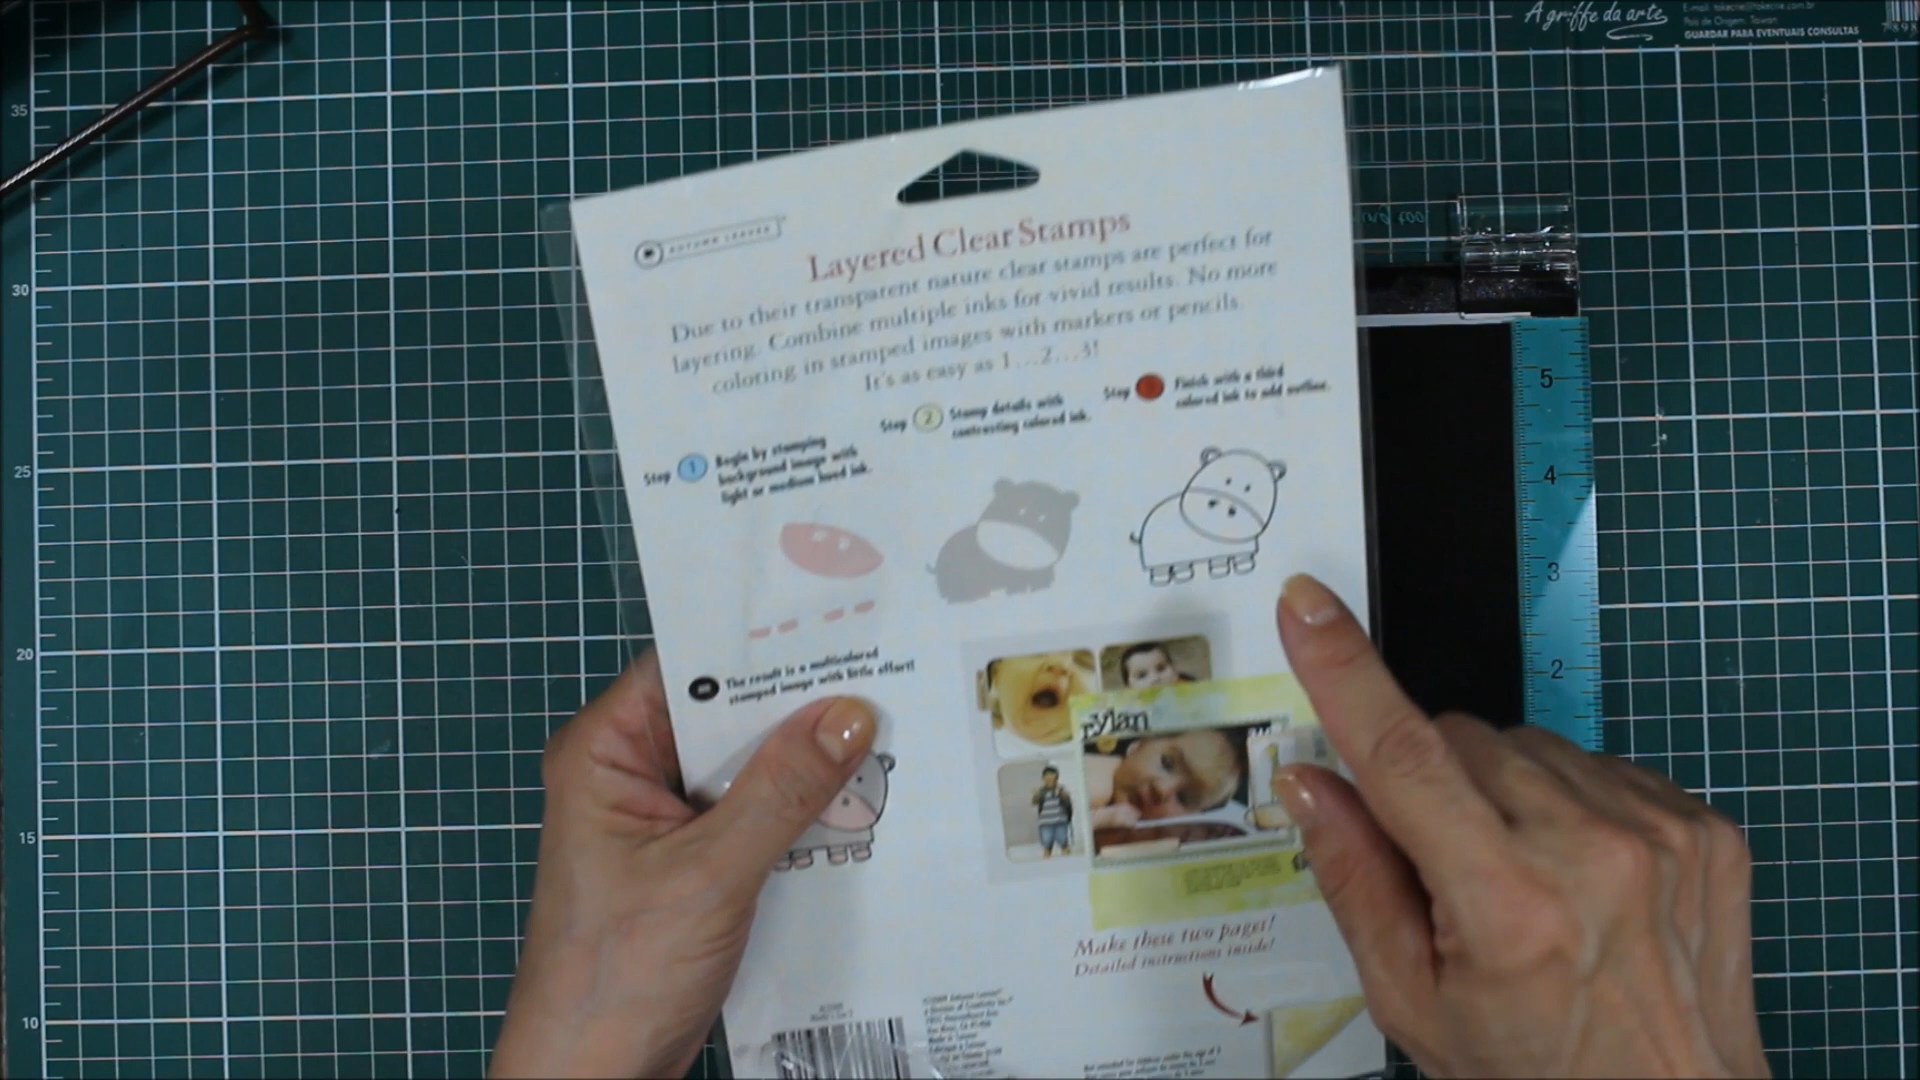 A griffe da arte
País de Origem: Taiwan
GUARDAR PARA EVENTUAIS CONSULTAS
35
30
25
20
15
10
AUTUMN LEAVES
Layered Clear Stamps
Due to their transparent nature clear stamps are perfect for
layering. Combine multiple inks for vivid results. No more
coloring in stamped images with markers or pencils.
It's as easy as 1...2...3!
Step 1 Begin by stamping
background image with
light or medium hued ink.
Step 2 Stamp details with
contrasting colored ink.
Step Finish with a third
colored ink to add outline.
The result is a multicolored
stamped image with little effort!
rylan
Make these two pages!
Detailed instructions inside!
5
4
3
2